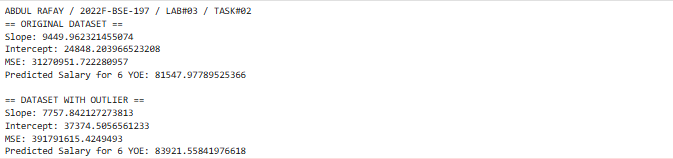 ABDUL RAFAY / 2022F-BSE-197 / LAB#03 / TASK#02
== ORIGINAL DATASET ==
Slope: 9449.962321455074
Intercept: 24848.203966523208
MSE: 31270951.722280957
Predicted Salary for 6 YOE: 81547.97789525366
== DATASET WITH OUTLIER ==
Slope: 7757.842127273813
Intercept: 37374.5056561233
MSE: 391791615.4249493
Predicted Salary for 6 YOE: 83921.55841976618